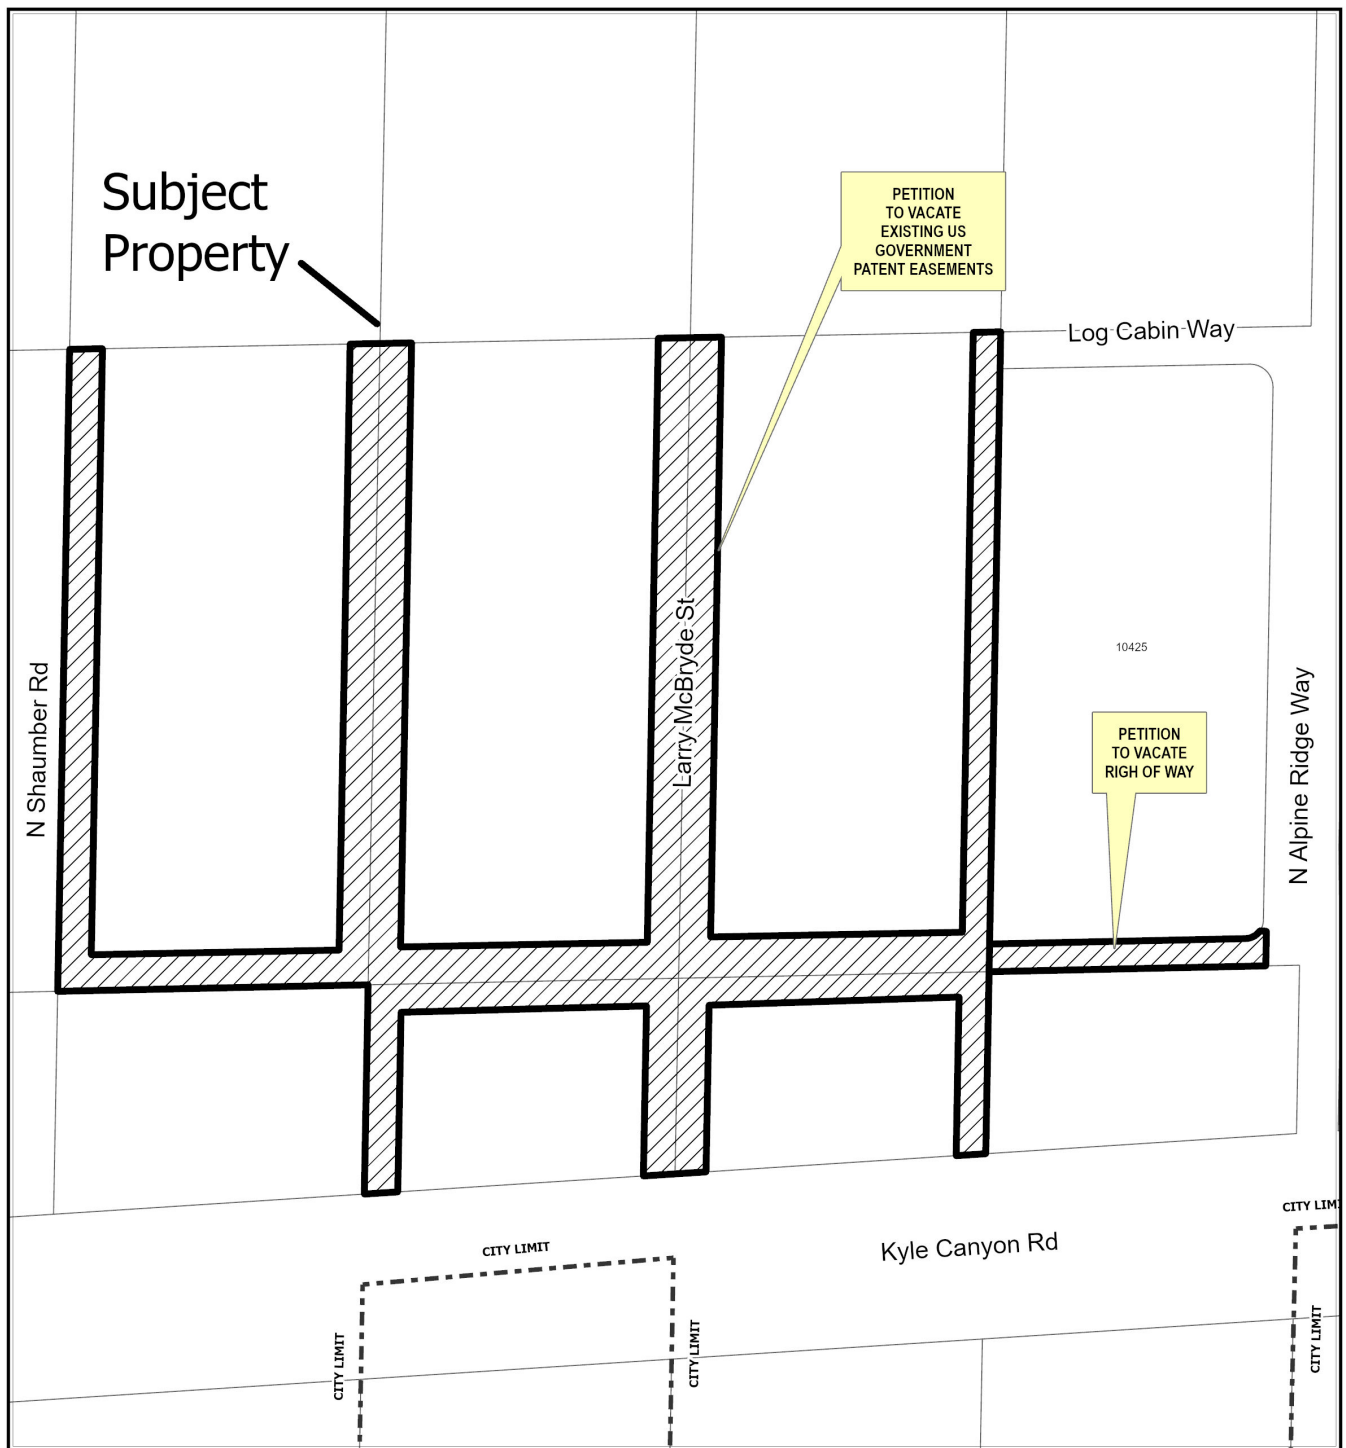 Subject
Property
PETITION
TO VACATE
EXISTING US
GOVERNMENT
PATENT EASEMENTS
Log Cabin Way
N Shaumber Rd
Larry McBryde St
10425
PETITION
TO VACATE
RIGH OF WAY
N Alpine Ridge Way
Kyle Canyon Rd
CITY LIMIT
CITY LIMIT
CITY LIMIT
CITY LIM
CITY LIMIT